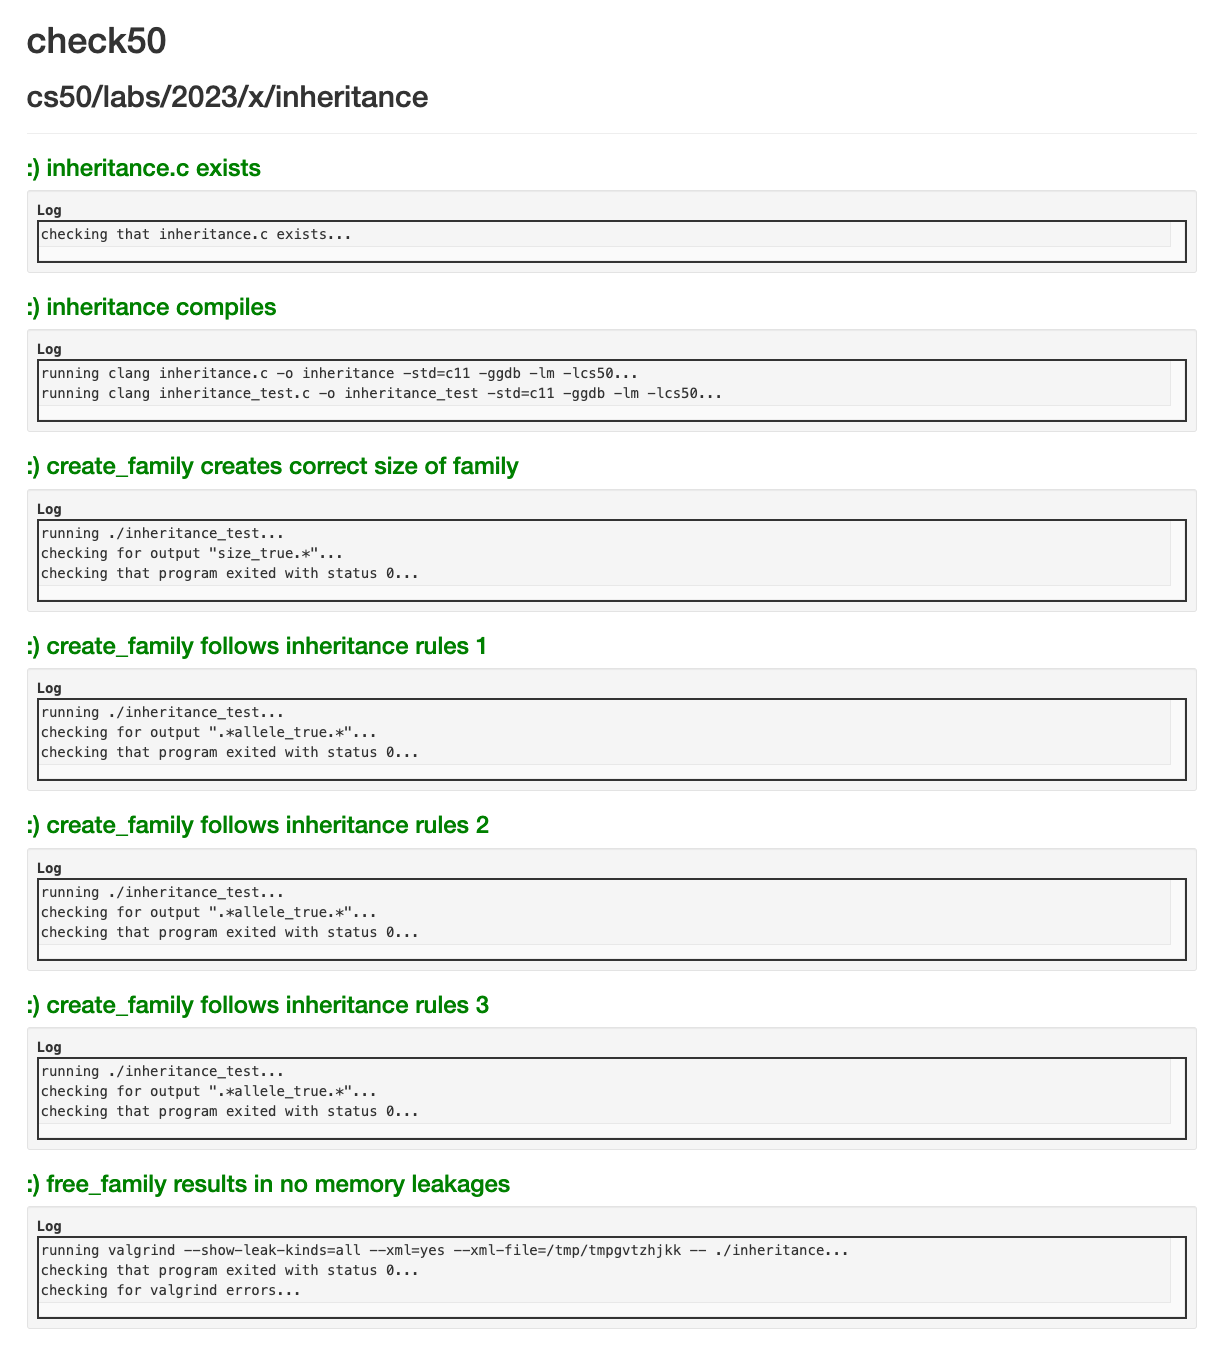 check50
cs50/labs/2023/x/inheritance
:) inheritance.c exists
Log
checking that inheritance.c exists...
:) inheritance compiles
Log
running clang inheritance.c -o inheritance -std=c11 -ggdb -lm -lcs50...
running clang inheritance_test.c -o inheritance_test -std=c11 -ggdb -lm -lcs50...
:) create_family creates correct size of family
Log
running ./inheritance_test...
checking for output "size_true.*"...
checking that program exited with status 0...
:) create_family follows inheritance rules 1
Log
running ./inheritance_test...
checking for output ".*allele_true.*"...
checking that program exited with status 0...
:) create_family follows inheritance rules 2
Log
running ./inheritance_test...
checking for output ".*allele_true.*"...
checking that program exited with status 0...
:) create_family follows inheritance rules 3
Log
running ./inheritance_test...
checking for output ".*allele_true.*"...
checking that program exited with status 0...
:) free_family results in no memory leakages
Log
running valgrind --show-leak-kinds=all --xml=yes --xml-file=/tmp/tmpgvtzhjkk -- ./inheritance...
checking that program exited with status 0...
checking for valgrind errors...